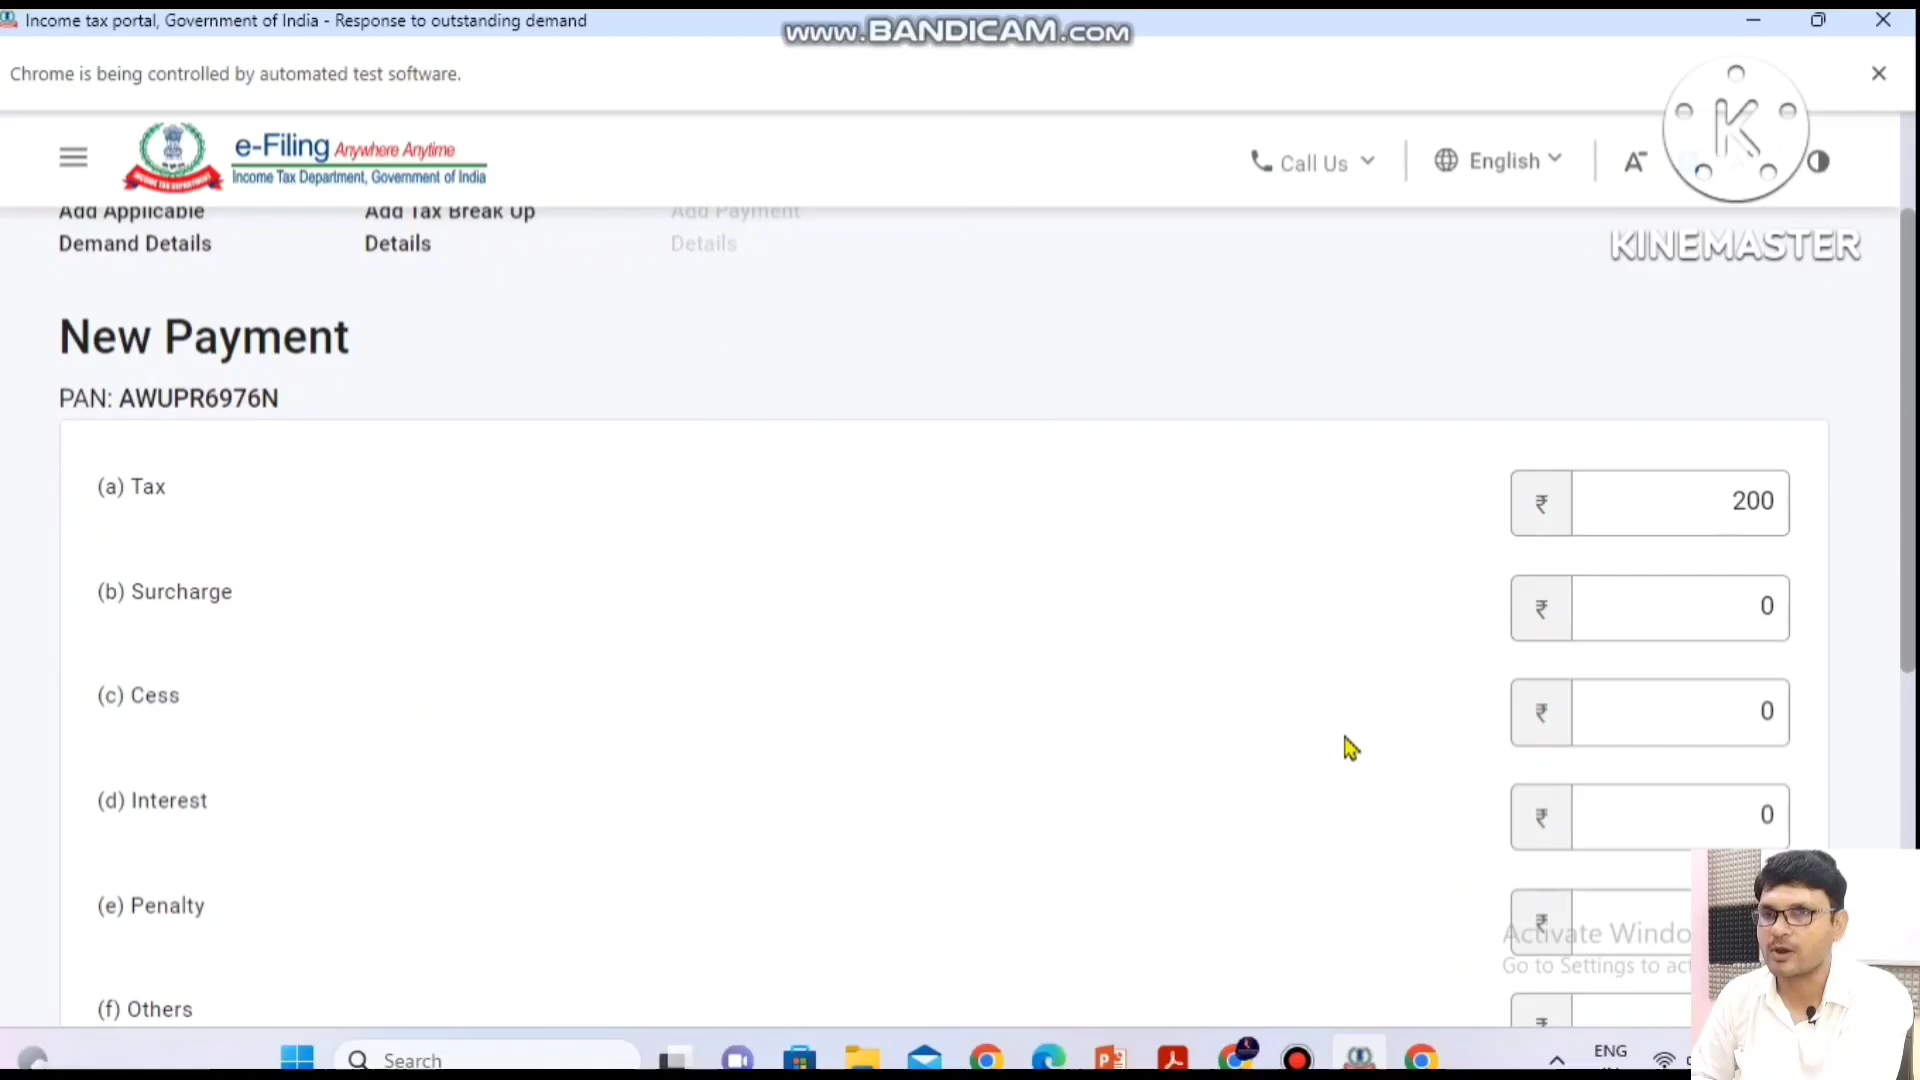 Income tax portal, Government of India - Response to outstanding demand
www.BANDICAM.com
Chrome is being controlled by automated test software.
e-Filing Anywhere Anytime
Income Tax Department, Government of India
Call Us
English
A-
K
KINEMASTER
Add Applicable
Demand Details
Add Tax Break Up
Details
Add Payment
Details
New Payment
PAN: AWUPR6976N
(a) Tax
₹ 200
(b) Surcharge
₹ 0
(c) Cess
₹ 0
(d) Interest
₹ 0
(e) Penalty
₹
(f) Others
₹
Activate Windo
Go to Settings to act
Search
ENG